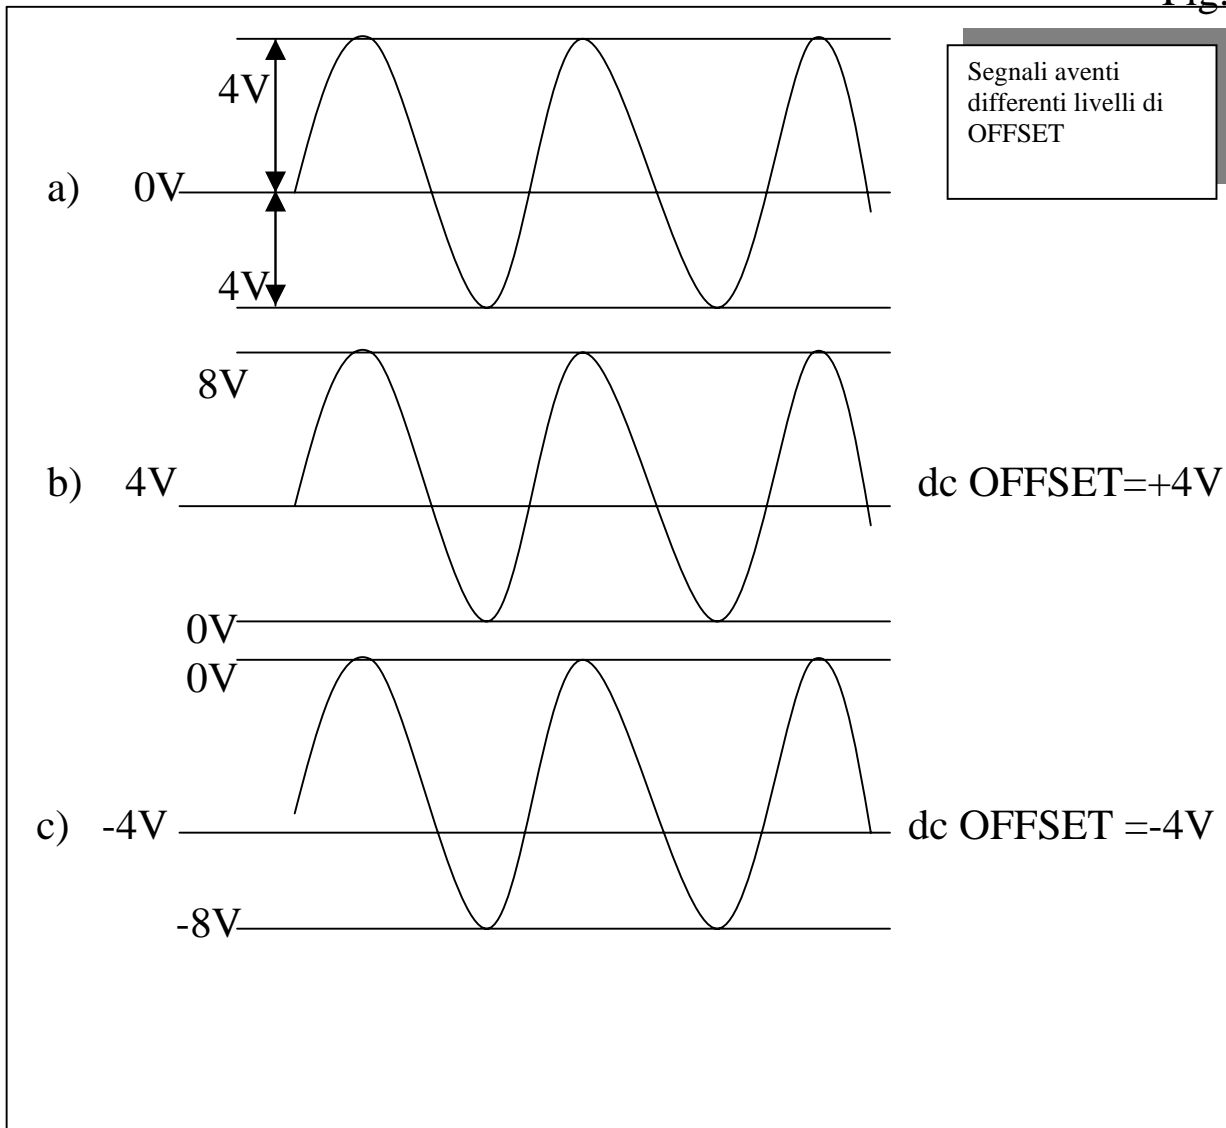 Fig.
Segnali aventi
differenti livelli di
OFFSET
4V
a) 0V
4V
8V
b) 4V dc OFFSET=+4V
0V
0V
c) -4V dc OFFSET =-4V
-8V